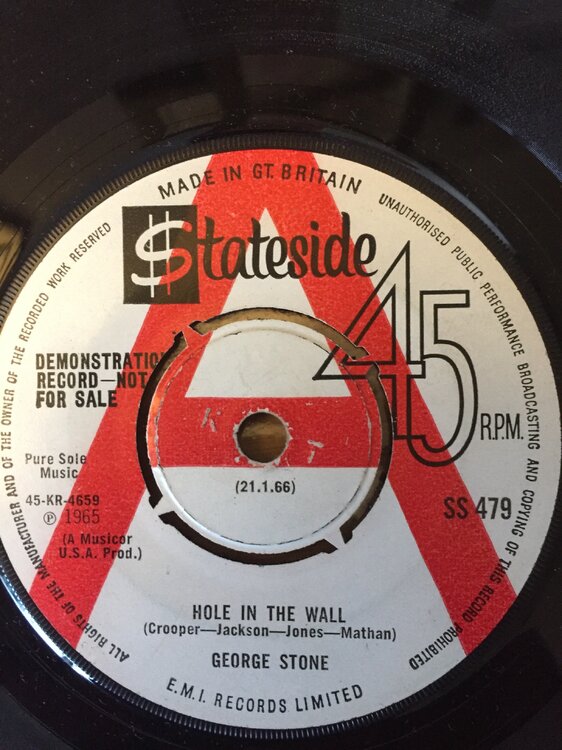 MADE IN GT. BRITAIN
$tateside
45
R.P.M.
DEMONSTRATION
RECORD—NOT
FOR SALE
A
K T
Pure Sole
Music
45-KR-4659
Ⓟ 1965
(A Musicor
U.S.A. Prod.)
(21.1.66)
SS 479
HOLE IN THE WALL
(Crooper—Jackson—Jones—Mathan)
GEORGE STONE
E.M.I. RECORDS LIMITED
ALL RIGHTS OF THE MANUFACTURER AND OF THE OWNER OF THE RECORDED WORK RESERVED
UNAUTHORISED PUBLIC PERFORMANCE BROADCASTING AND COPYING OF THIS RECORD PROHIBITED